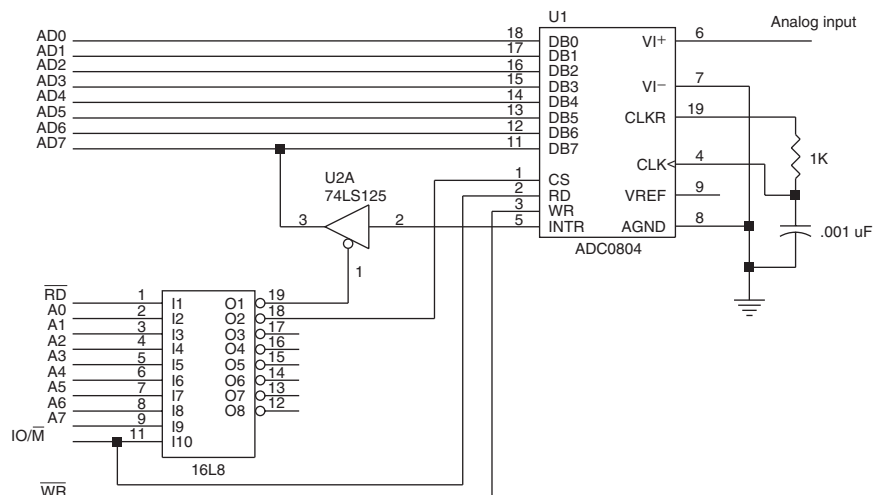 U1
Analog input
AD0 18 DB0 VI+ 6
AD1 17 DB1
AD2 16 DB2
AD3 15 DB3 VI− 7
AD4 14 DB4
AD5 13 DB5 CLKR 19
AD6 12 DB6
AD7 11 DB7
1K
CLK 4
U2A
74LS125
1 CS
2 RD VREF 9
3 WR
5 INTR AGND 8
.001 uF
ADC0804
3 2
1
R̅D̅ 1 I1 O1 19
A0 2 I2 O2 18
A1 3 I3 O3 17
A2 4 I4 O4 16
A3 5 I5 O5 15
A4 6 I6 O6 14
A5 7 I7 O7 13
A6 8 I8 O8 12
A7 9 I9
IO/M̅ 11 I10
16L8
W̅R̅